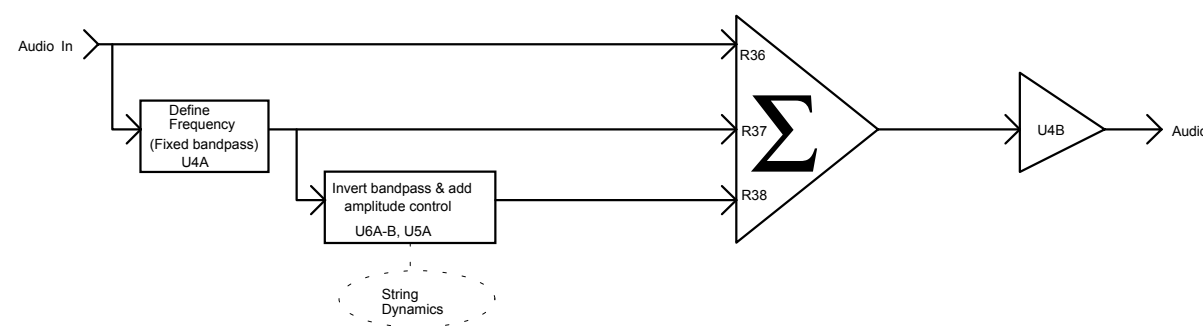 Audio In
R36
Define
Frequency
(Fixed bandpass)
U4A
R37
Σ
U4B
Audio
Invert bandpass & add
amplitude control
U6A-B, U5A
R38
String
Dynamics